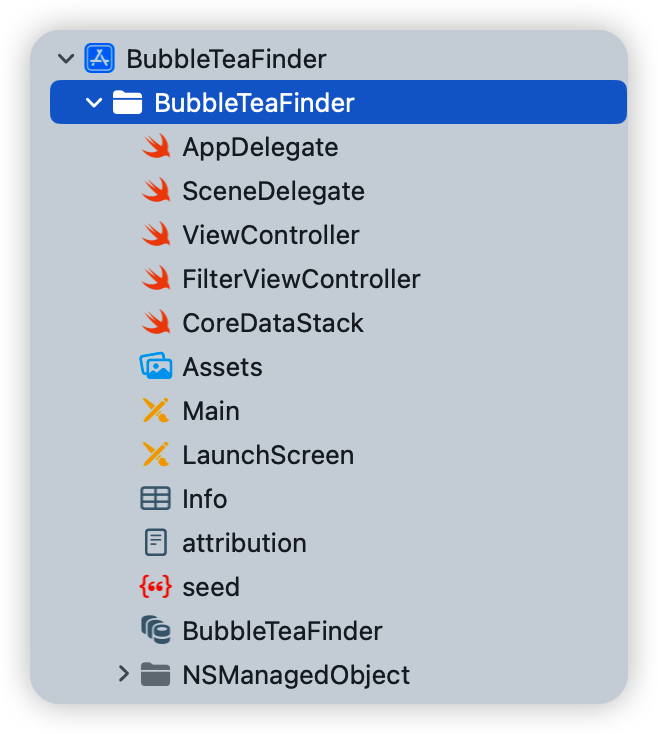 BubbleTeaFinder
BubbleTeaFinder
AppDelegate
SceneDelegate
ViewController
FilterViewController
CoreDataStack
Assets
Main
LaunchScreen
Info
attribution
seed
BubbleTeaFinder
NSManagedObject